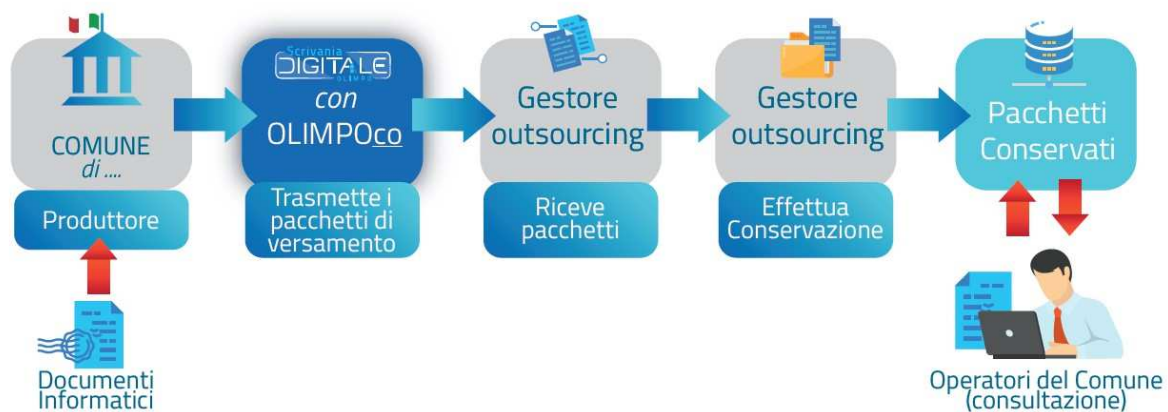 COMUNE
di ....
Produttore
Documenti
Informatici
Scrivania
DIGITALE
OLIMPO
con
OLIMPOco
Trasmette i
pacchetti di
versamento
Gestore
outsourcing
Riceve
pacchetti
Gestore
outsourcing
Effettua
Conservazione
Pacchetti
Conservati
Operatori del Comune
(consultazione)